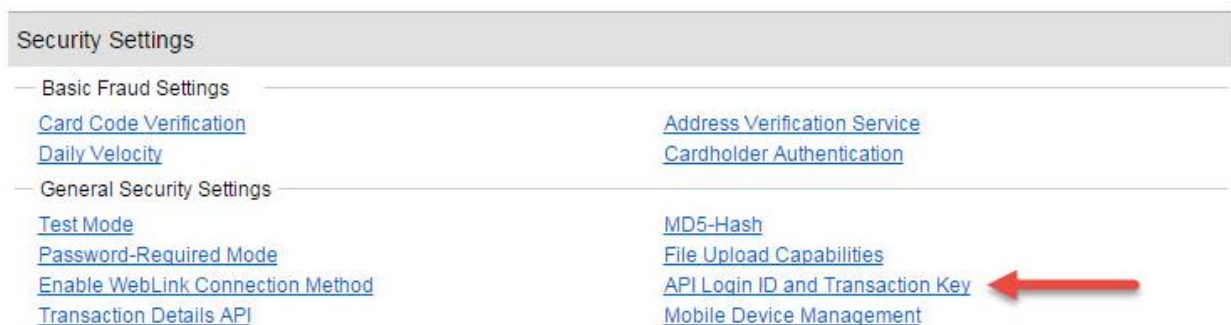 Security Settings
Basic Fraud Settings
Card Code Verification
Address Verification Service
Daily Velocity
Cardholder Authentication
General Security Settings
Test Mode
MD5-Hash
Password-Required Mode
File Upload Capabilities
Enable WebLink Connection Method
API Login ID and Transaction Key
Transaction Details API
Mobile Device Management